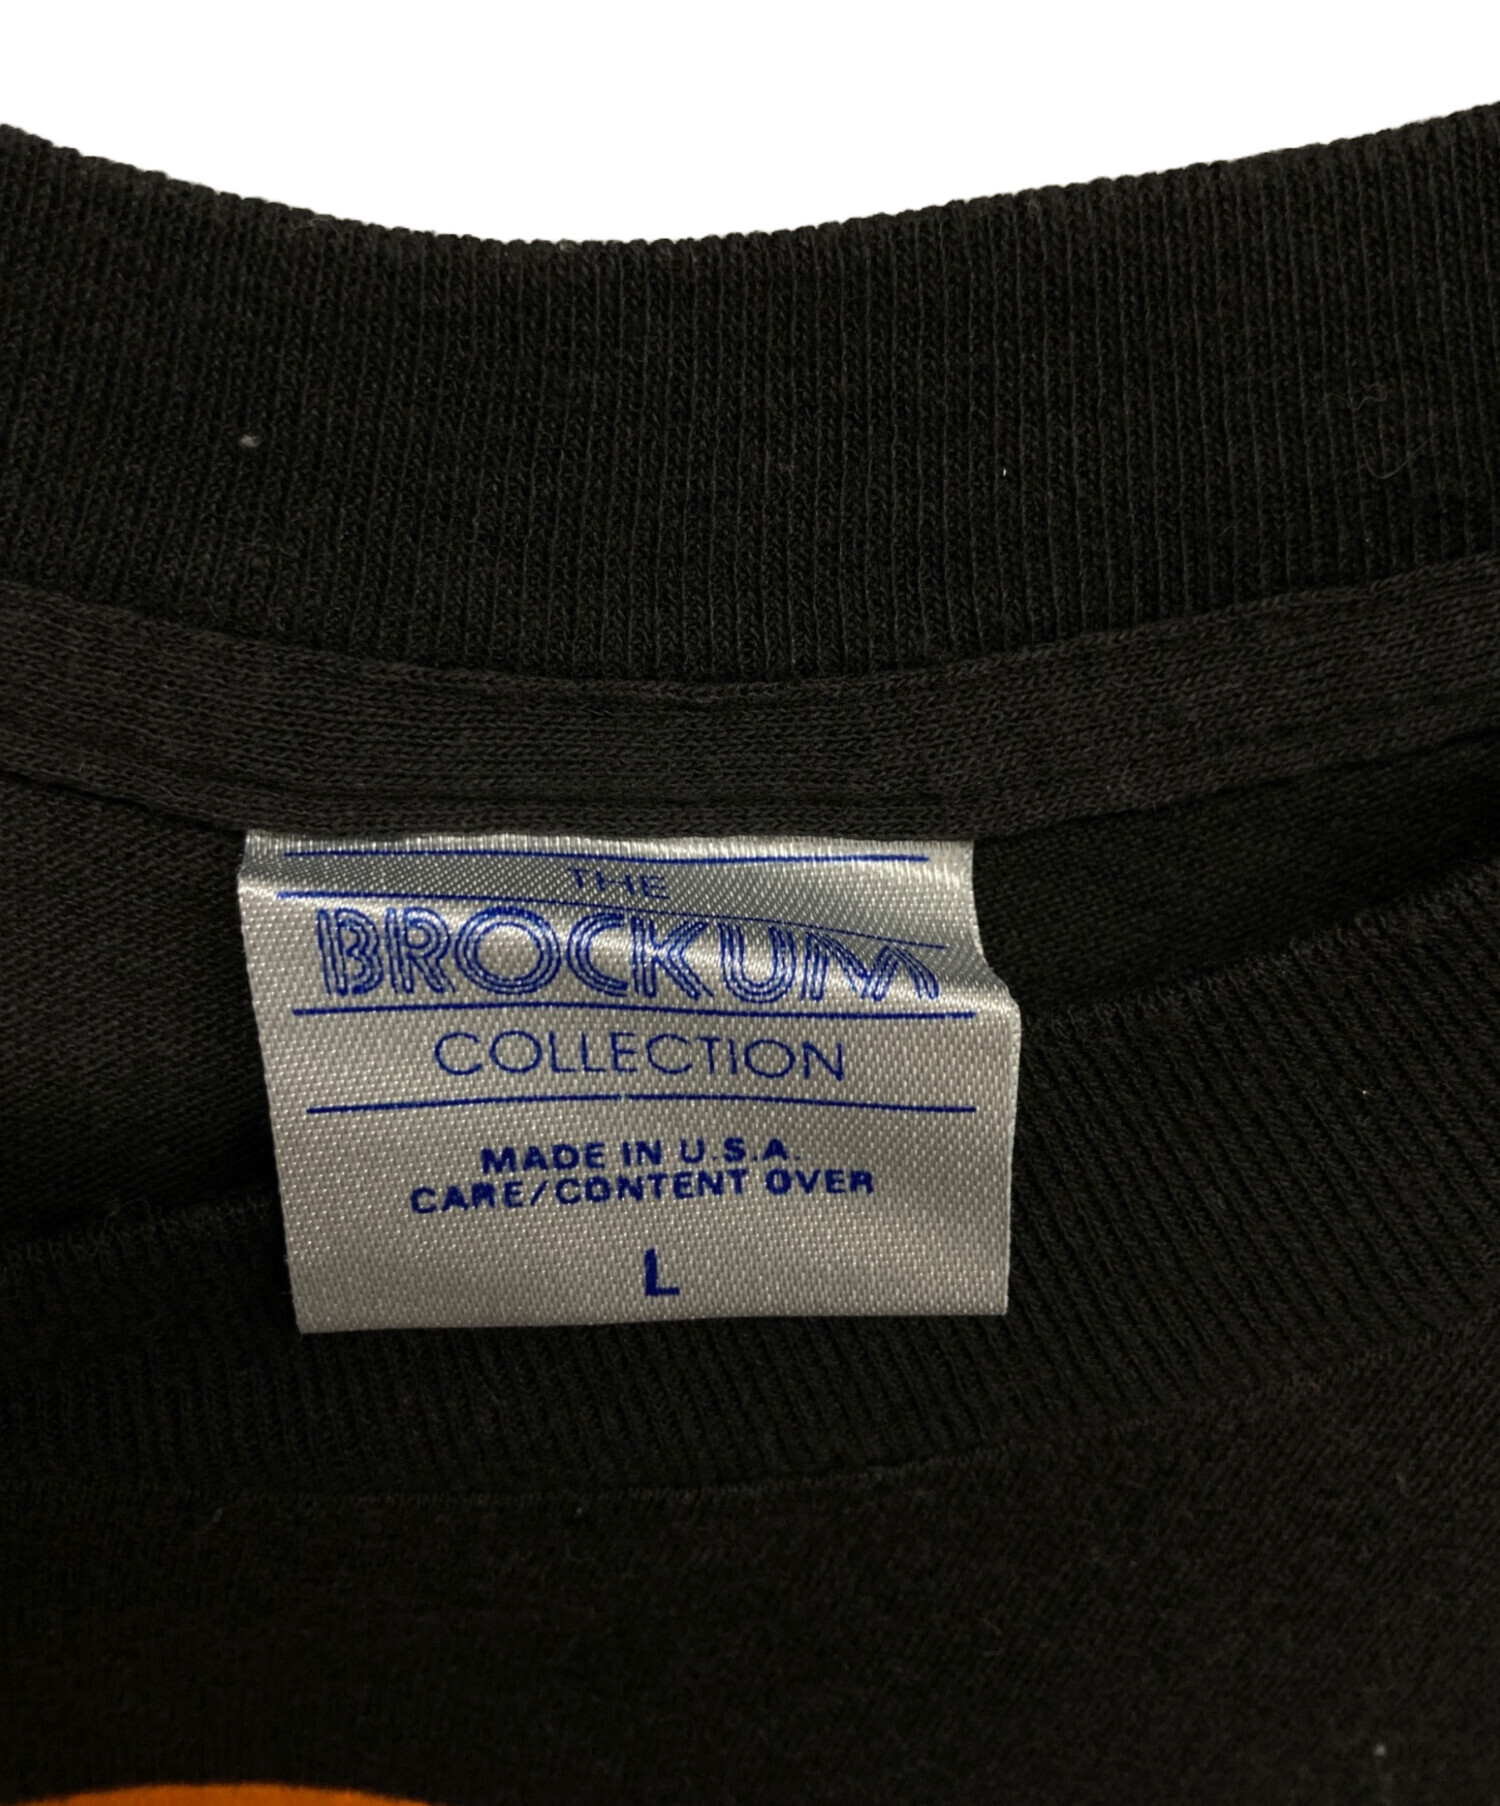 THE
BROCKUM
COLLECTION
MADE IN U.S.A.
CARE/CONTENT OVER
L